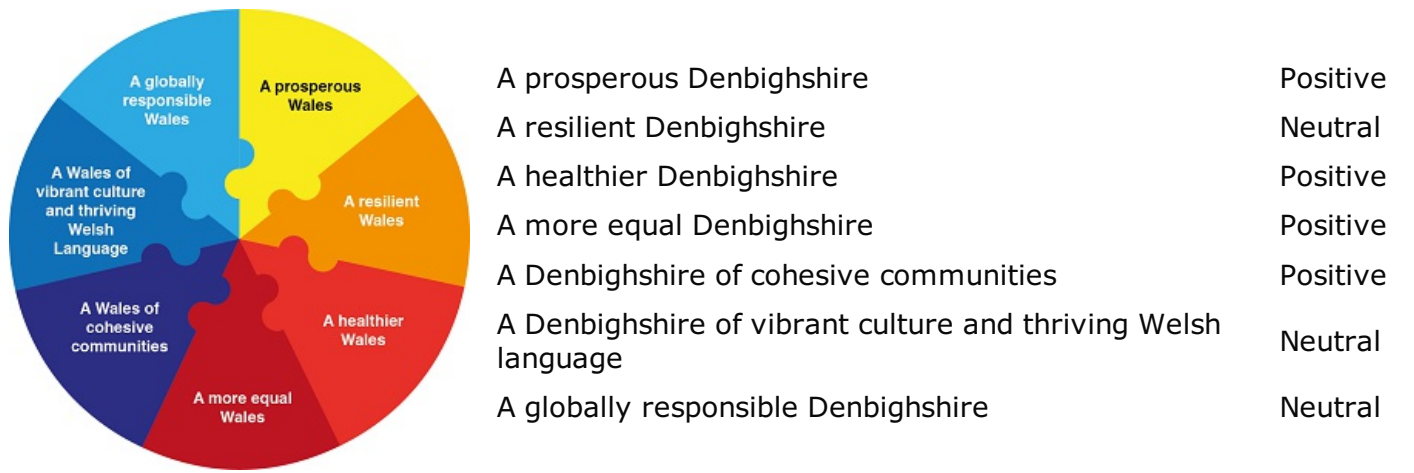 A globally
responsible
Wales
A prosperous
Wales
A Wales of
vibrant culture
and thriving
Welsh
Language
A resilient
Wales
A Wales of
cohesive
communities
A healthier
Wales
A more equal
Wales
A prosperous Denbighshire Positive
A resilient Denbighshire Neutral
A healthier Denbighshire Positive
A more equal Denbighshire Positive
A Denbighshire of cohesive communities Positive
A Denbighshire of vibrant culture and thriving Welsh
language Neutral
A globally responsible Denbighshire Neutral